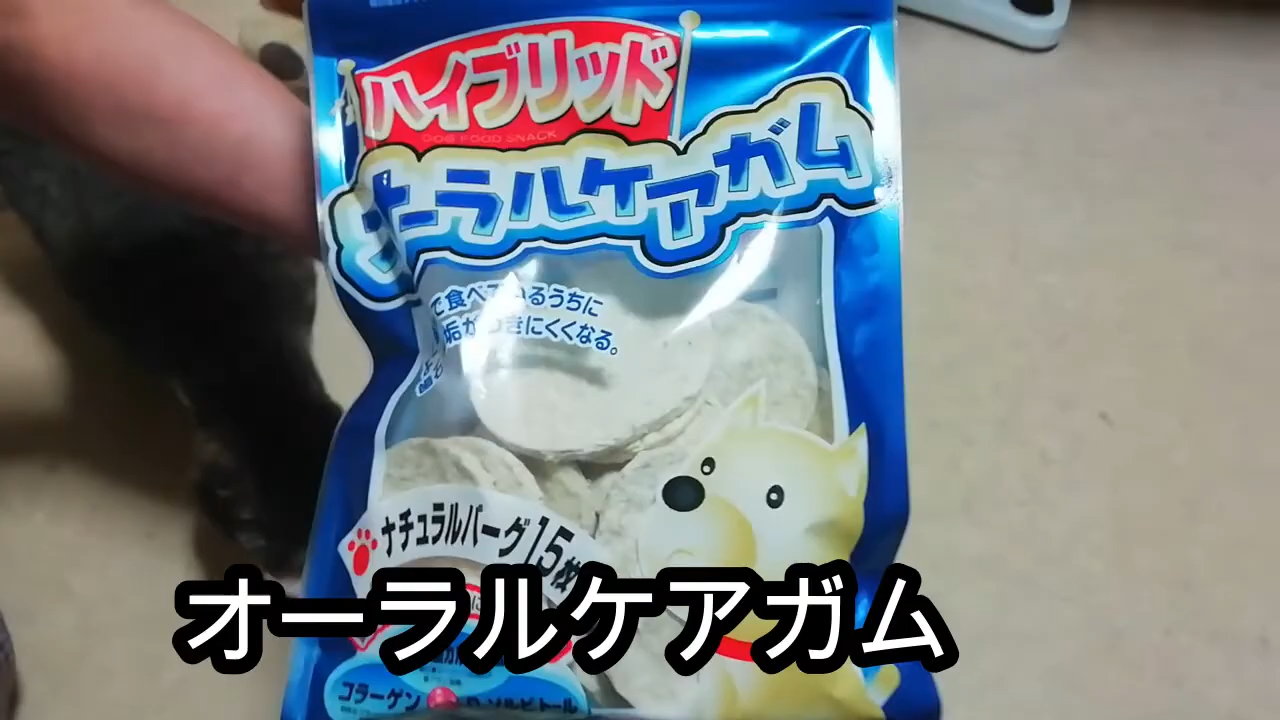 ハイブリッド
DOG FOOD SNACK
オーラルケアガム
で食べているうちに
垢がつきにくくなる。
ナチュラルバーグ15枚
オーラルケアガム
コラーゲン
D-ソルビトール